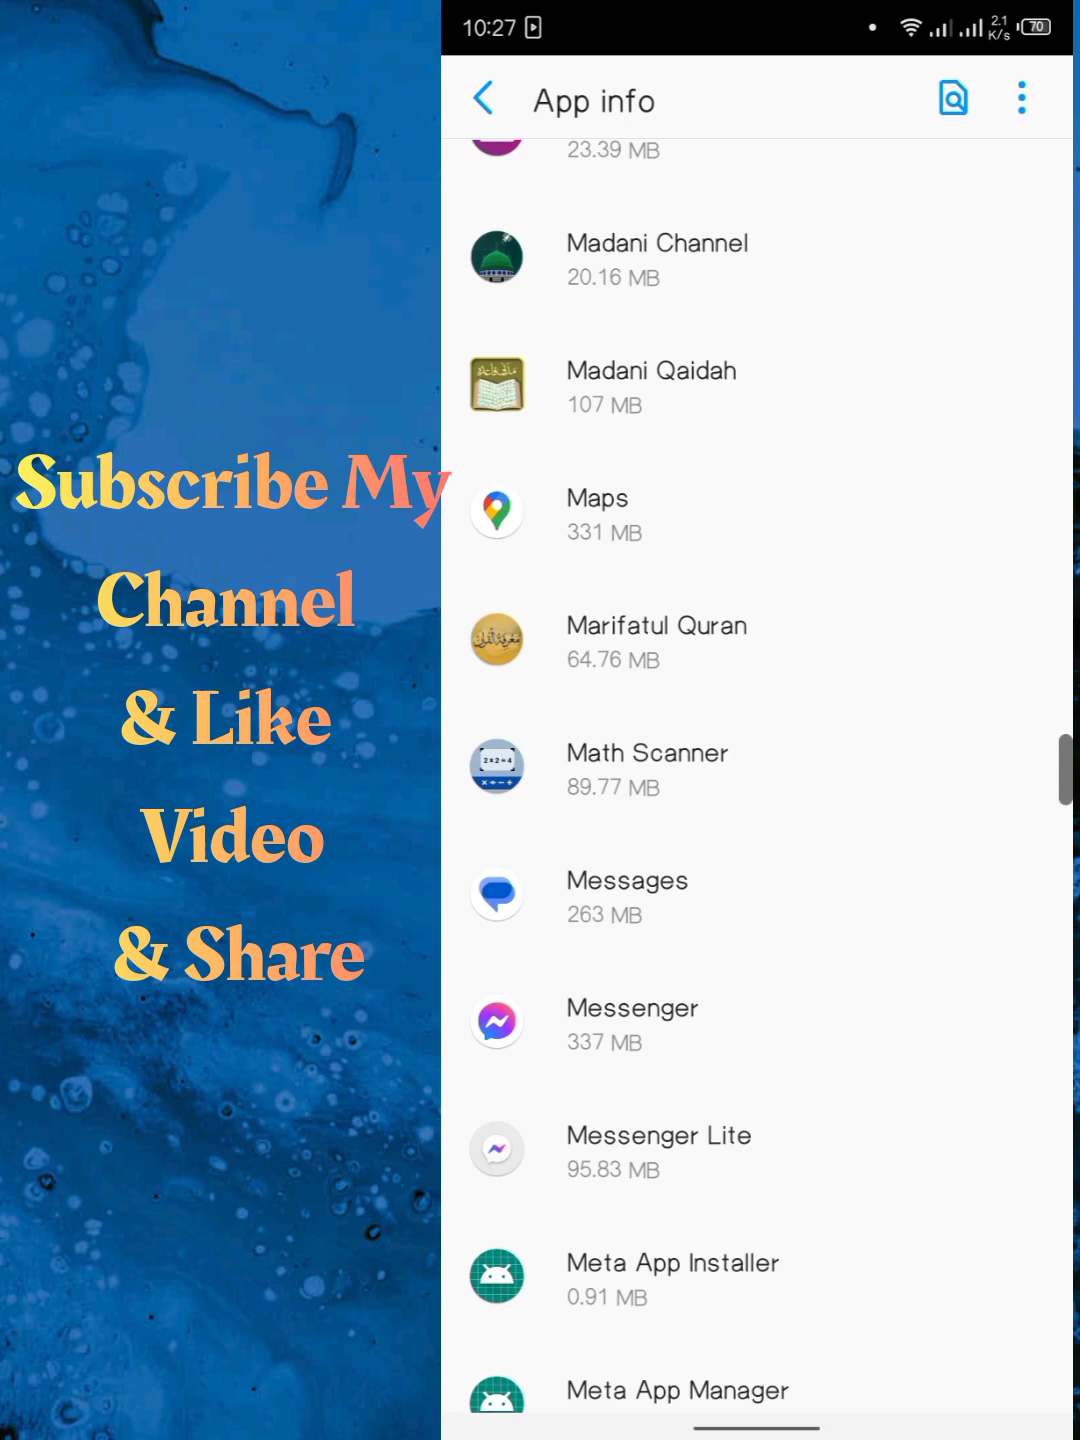 Subscribe My
Channel
& Like
Video
& Share
10:27
2.1
K/s
70
App info
23.39 MB
Madani Channel
20.16 MB
Madani Qaidah
107 MB
Maps
331 MB
Marifatul Quran
64.76 MB
2x2=4
Math Scanner
89.77 MB
Messages
263 MB
Messenger
337 MB
Messenger Lite
95.83 MB
Meta App Installer
0.91 MB
Meta App Manager